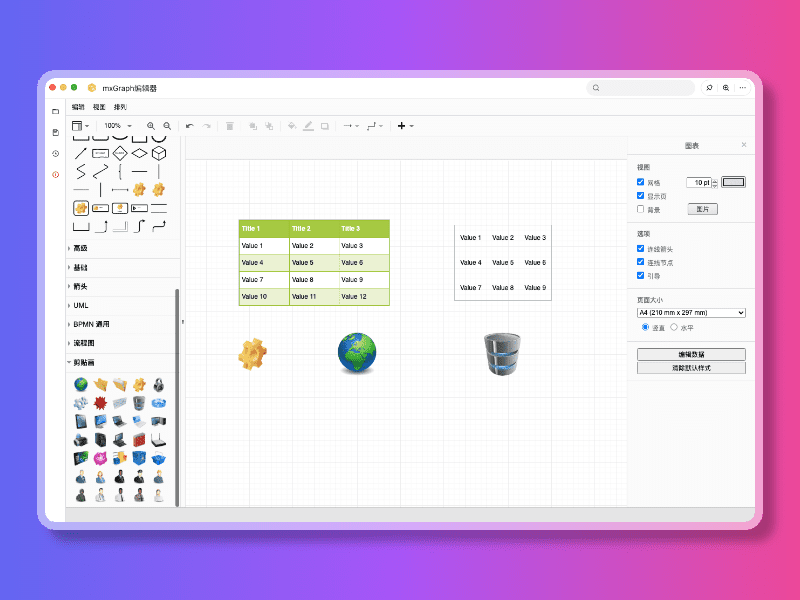 mxGraph编辑器
编辑 视图 排列
100%
高级
基础
箭头
UML
BPMN 通用
流程图
剪贴画
Title 1 Title 2 Title 3
Value 1 Value 2 Value 3
Value 4 Value 5 Value 6
Value 7 Value 8 Value 9
Value 10 Value 11 Value 12
Value 1 Value 2 Value 3
Value 4 Value 5 Value 6
Value 7 Value 8 Value 9
图表
视图
网格 10 pt
显示页
背景 图片
选项
连线箭头
连线节点
引导
页面大小
A4 (210 mm x 297 mm)
竖直 水平
编辑数据
清除默认样式